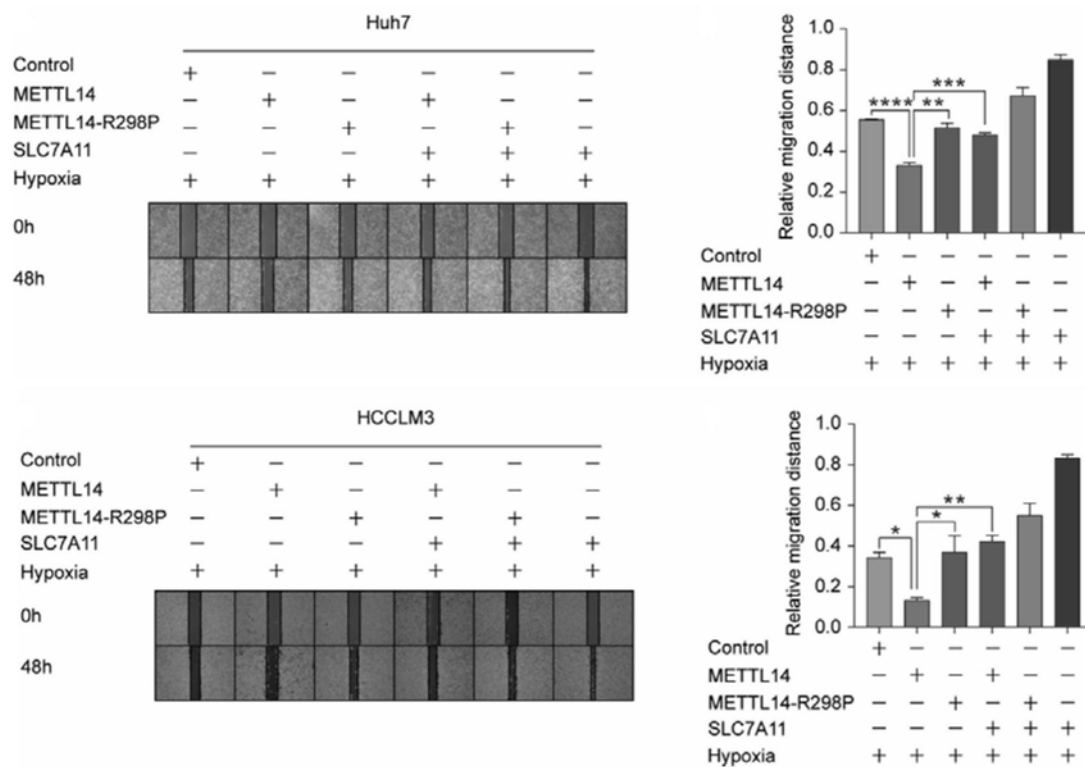 Huh7
Control + − − − − −
METTL14 − + − + − −
METTL14-R298P − − + − + −
SLC7A11 − − − + + +
Hypoxia + + + + + +
0h
48h
Relative migration distance
1.0
0.8
0.6
0.4
0.2
0.0
**** ** ***
Control + − − − − −
METTL14 − + − + − −
METTL14-R298P − − + − + −
SLC7A11 − − − + + +
Hypoxia + + + + + +
HCCLM3
Control + − − − − −
METTL14 − + − + − −
METTL14-R298P − − + − + −
SLC7A11 − − − + + +
Hypoxia + + + + + +
0h
48h
Relative migration distance
1.0
0.8
0.6
0.4
0.2
0.0
* * **
Control + − − − − −
METTL14 − + − + − −
METTL14-R298P − − + − + −
SLC7A11 − − − + + +
Hypoxia + + + + + +